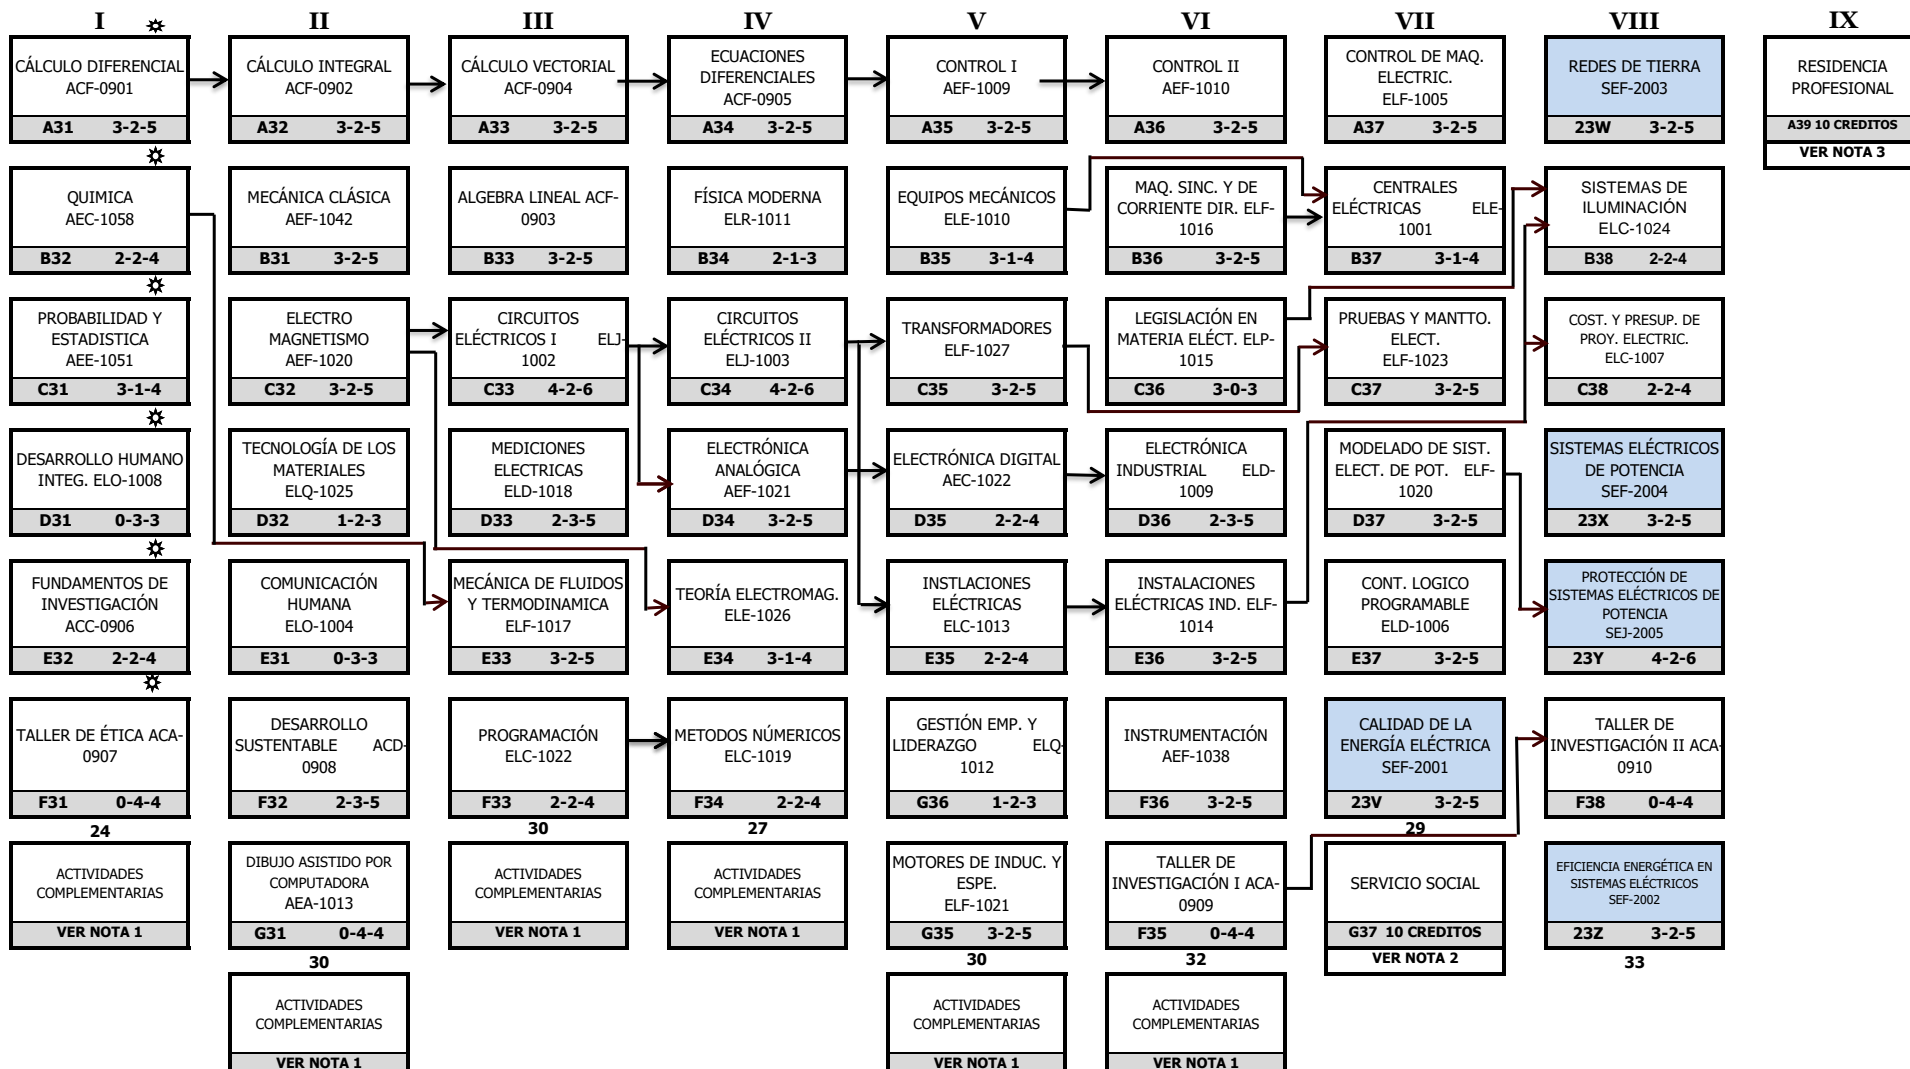 I
II
III
IV
V
VI
VII
VIII
IX
CÁLCULO DIFERENCIAL
ACF-0901
A31 3-2-5
CÁLCULO INTEGRAL
ACF-0902
A32 3-2-5
CÁLCULO VECTORIAL
ACF-0904
A33 3-2-5
ECUACIONES
DIFERENCIALES
ACF-0905
A34 3-2-5
CONTROL I
AEF-1009
A35 3-2-5
CONTROL II
AEF-1010
A36 3-2-5
CONTROL DE MAQ.
ELECTRIC.
ELF-1005
A37 3-2-5
REDES DE TIERRA
SEF-2003
23W 3-2-5
RESIDENCIA
PROFESIONAL
A39 10 CREDITOS
VER NOTA 3
QUIMICA
AEC-1058
B32 2-2-4
MECÁNICA CLÁSICA
AEF-1042
B31 3-2-5
ALGEBRA LINEAL ACF-
0903
B33 3-2-5
FÍSICA MODERNA
ELR-1011
B34 2-1-3
EQUIPOS MECÁNICOS
ELE-1010
B35 3-1-4
MAQ. SINC. Y DE
CORRIENTE DIR. ELF-
1016
B36 3-2-5
CENTRALES
ELÉCTRICAS ELE-
1001
B37 3-1-4
SISTEMAS DE
ILUMINACIÓN
ELC-1024
B38 2-2-4
PROBABILIDAD Y
ESTADISTICA
AEE-1051
C31 3-1-4
ELECTRO
MAGNETISMO
AEF-1020
C32 3-2-5
CIRCUITOS
ELÉCTRICOS I ELJ-
1002
C33 4-2-6
CIRCUITOS
ELÉCTRICOS II
ELJ-1003
C34 4-2-6
TRANSFORMADORES
ELF-1027
C35 3-2-5
LEGISLACIÓN EN
MATERIA ELÉCT. ELP-
1015
C36 3-0-3
PRUEBAS Y MANTTO.
ELECT.
ELF-1023
C37 3-2-5
COST. Y PRESUP. DE
PROY. ELECTRIC.
ELC-1007
C38 2-2-4
DESARROLLO HUMANO
INTEG. ELO-1008
D31 0-3-3
TECNOLOGÍA DE LOS
MATERIALES
ELQ-1025
D32 1-2-3
MEDICIONES
ELECTRICAS
ELD-1018
D33 2-3-5
ELECTRÓNICA
ANALÓGICA
AEF-1021
D34 3-2-5
ELECTRÓNICA DIGITAL
AEC-1022
D35 2-2-4
ELECTRÓNICA
INDUSTRIAL ELD-
1009
D36 2-3-5
MODELADO DE SIST.
ELECT. DE POT. ELF-
1020
D37 3-2-5
SISTEMAS ELÉCTRICOS
DE POTENCIA
SEF-2004
23X 3-2-5
FUNDAMENTOS DE
INVESTIGACIÓN
ACC-0906
E32 2-2-4
COMUNICACIÓN
HUMANA
ELO-1004
E31 0-3-3
MECÁNICA DE FLUIDOS
Y TERMODINAMICA
ELF-1017
E33 3-2-5
TEORÍA ELECTROMAG.
ELE-1026
E34 3-1-4
INSTLACIONES
ELÉCTRICAS
ELC-1013
E35 2-2-4
INSTALACIONES
ELÉCTRICAS IND. ELF-
1014
E36 3-2-5
CONT. LOGICO
PROGRAMABLE
ELD-1006
E37 3-2-5
PROTECCIÓN DE
SISTEMAS ELÉCTRICOS DE
POTENCIA
SEJ-2005
23Y 4-2-6
TALLER DE ÉTICA ACA-
0907
F31 0-4-4
DESARROLLO
SUSTENTABLE ACD-
0908
F32 2-3-5
PROGRAMACIÓN
ELC-1022
F33 2-2-4
METODOS NÚMERICOS
ELC-1019
F34 2-2-4
GESTIÓN EMP. Y
LIDERAZGO ELQ-
1012
G36 1-2-3
INSTRUMENTACIÓN
AEF-1038
F36 3-2-5
CALIDAD DE LA
ENERGÍA ELÉCTRICA
SEF-2001
23V 3-2-5
TALLER DE
INVESTIGACIÓN II ACA-
0910
F38 0-4-4
24
30
27
29
ACTIVIDADES
COMPLEMENTARIAS
VER NOTA 1
DIBUJO ASISTIDO POR
COMPUTADORA
AEA-1013
G31 0-4-4
ACTIVIDADES
COMPLEMENTARIAS
VER NOTA 1
ACTIVIDADES
COMPLEMENTARIAS
VER NOTA 1
MOTORES DE INDUC. Y
ESPE.
ELF-1021
G35 3-2-5
TALLER DE
INVESTIGACIÓN I ACA-
0909
F35 0-4-4
SERVICIO SOCIAL
G37 10 CREDITOS
VER NOTA 2
EFICIENCIA ENERGÉTICA EN
SISTEMAS ELÉCTRICOS
SEF-2002
23Z 3-2-5
30
30
32
33
ACTIVIDADES
COMPLEMENTARIAS
VER NOTA 1
ACTIVIDADES
COMPLEMENTARIAS
VER NOTA 1
ACTIVIDADES
COMPLEMENTARIAS
VER NOTA 1